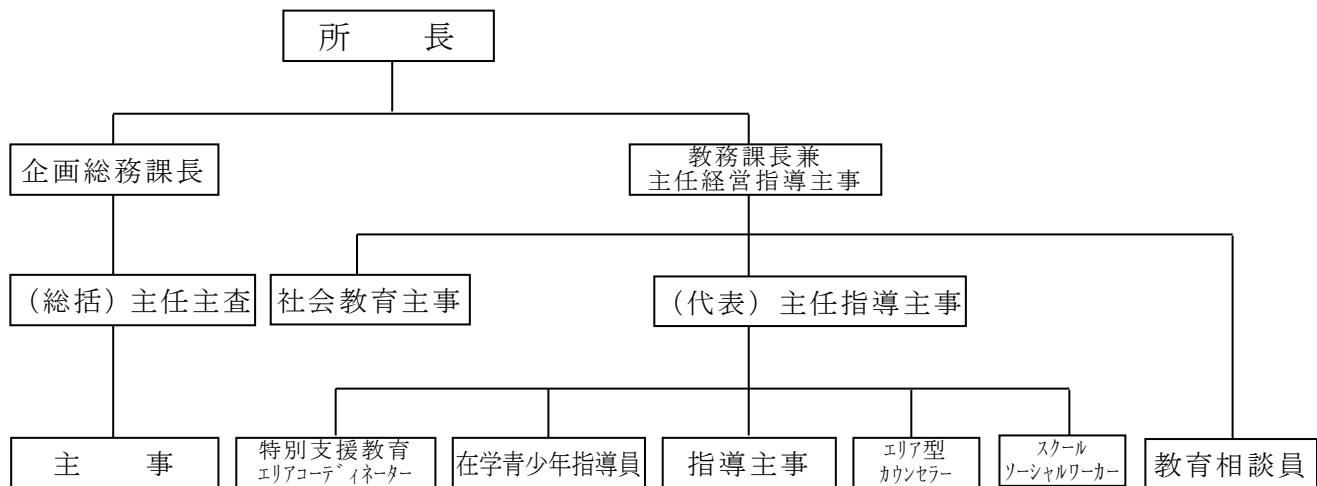 所　　長
企画総務課長
教務課長兼
主任経営指導主事
（総括）主任主査
社会教育主事
（代表）主任指導主事
主　　事
特別支援教育
エリアコーディネーター
在学青少年指導員
指導主事
エリア型
カウンセラー
スクール
ソーシャルワーカー
教育相談員